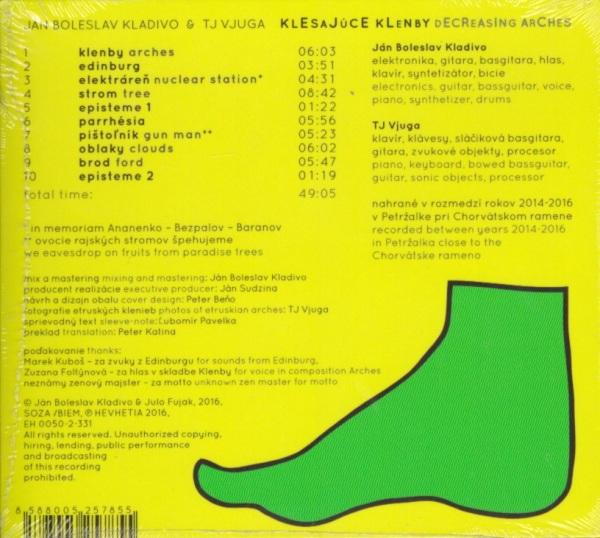 JÁN BOLESLAV KLADIVO & TJ VJUGA KLESAJÚCE KLENBY DECREASING ARCHES
1 klenby arches 06:03
2 edinburg 03:51
3 elektráreň nuclear station* 04:31
4 strom tree 08:42
5 episteme 1 01:22
6 parrhésia 05:56
7 pištoľník gun man** 05:23
8 oblaky clouds 06:02
9 brod ford 05:47
10 episteme 2 01:19
total time: 49:05
* in memoriam Ananenko – Bezpalov – Baranov
** ovocie rajských stromov špehujeme
we eavesdrop on fruits from paradise trees
mix a mastering mixing and mastering: Ján Boleslav Kladivo
producent realizácie executive producer: Ján Sudzina
návrh a dizajn obalu cover design: Peter Beňo
fotografie etruských klenieb photos of etruskian arches: TJ Vjuga
sprievodný text sleeve-note: Ľubomír Pavelka
preklad translation: Peter Katina
poďakovanie thanks:
Marek Kuboš – za zvuky z Edinburgu for sounds from Edinburg,
Zuzana Foltýnová – za hlas v skladbe Klenby for voice in composition Arches
neznámy zenový majster – za motto unknown zen master for motto
© Ján Boleslav Kladivo & Julo Fujak, 2016,
SOZA /BIEM, ℗ HEVHETIA 2016,
EH 0050-2-331
All rights reserved. Unauthorized copying,
hiring, lending, public performance
and broadcasting
of this recording
prohibited.
8 588005 257855
Ján Boleslav Kladivo
elektronika, gitara, basgitara, hlas,
klavír, syntetizátor, bicie
electronics, guitar, bassguitar, voice,
piano, synthetizer, drums
TJ Vjuga
klavír, klávesy, sláčiková basgitara,
gitara, zvukové objekty, procesor
piano, keyboard, bowed bassguitar,
guitar, sonic objects, processor
nahrané v rozmedzí rokov 2014-2016
v Petržalke pri Chorvátskom ramene
recorded between years 2014-2016
in Petržalka close to the
Chorvátske rameno